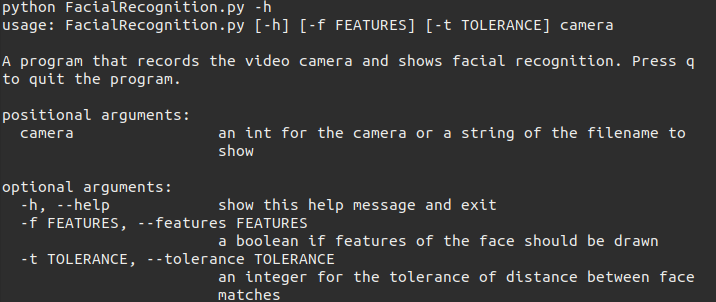 python FacialRecognition.py -h
usage: FacialRecognition.py [-h] [-f FEATURES] [-t TOLERANCE] camera
A program that records the video camera and shows facial recognition. Press q
to quit the program.
positional arguments:
camera an int for the camera or a string of the filename to
show
optional arguments:
-h, --help show this help message and exit
-f FEATURES, --features FEATURES
a boolean if features of the face should be drawn
-t TOLERANCE, --tolerance TOLERANCE
an integer for the tolerance of distance between face
matches